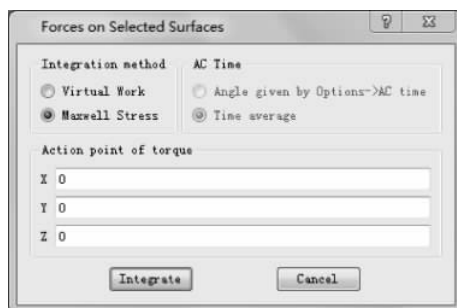 Forces on Selected Surfaces
Integration method
Virtual Work
Maxwell Stress
AC Time
Angle given by Options->AC time
Time average
Action point of torque
X 0
Y 0
Z 0
Integrate Cancel